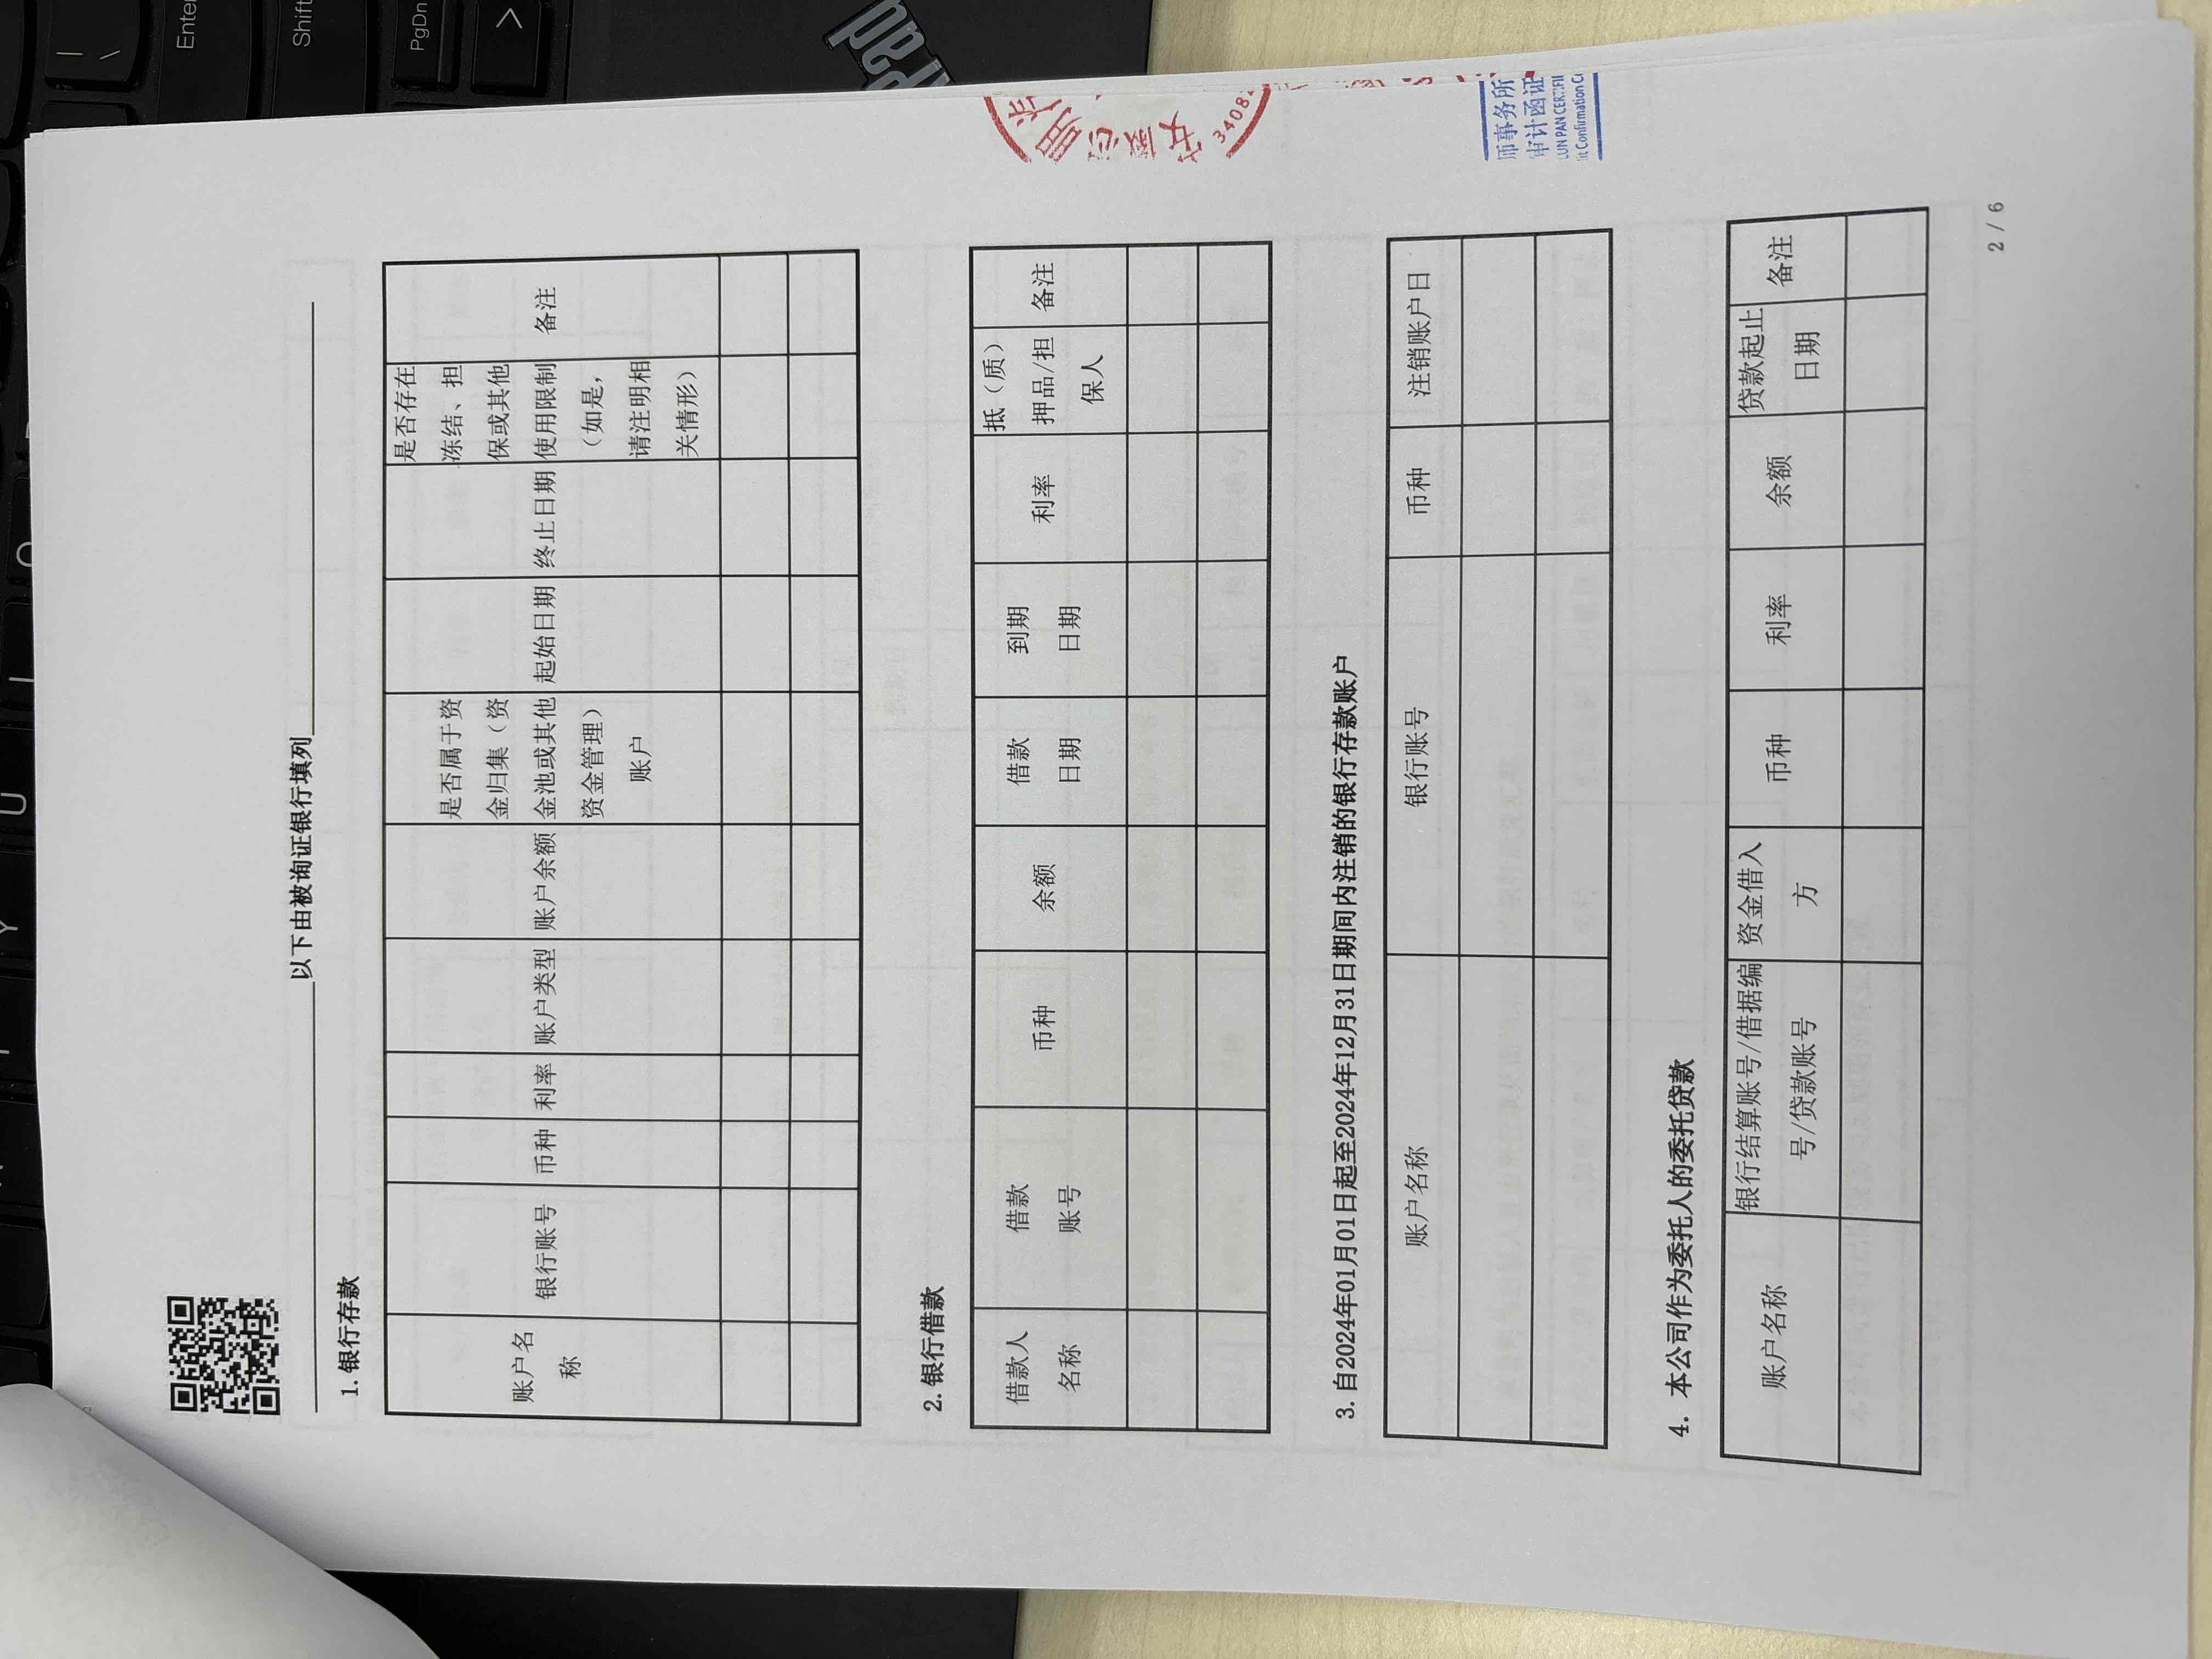 以下由被询证银行填列
1.银行存款
账户名称 银行账号 币种 利率 账户类型 账户余额 是否属于资金归集（资金池或其他资金管理）账户 起始日期 终止日期 是否存在冻结、担保或其他使用限制（如是，请注明相关情形） 备注
2.银行借款
借款人名称 借款账号 币种 余额 借款日期 到期日期 利率 抵（质）押品/担保人 备注
3.自2024年01月01日起至2024年12月31日期间内注销的银行存款账户
账户名称 银行账号 币种 注销账户日
4. 本公司作为委托人的委托贷款
账户名称 银行结算账号/借据编号/贷款账号 资金借入方 币种 利率 余额 贷款起止日期 备注
2 / 6
安徽
3408
师事务所
审计函证
LUN PAN CERTIFI
it Confirmation Ce
Y
U
Enter
Shift
PgDn
Pad